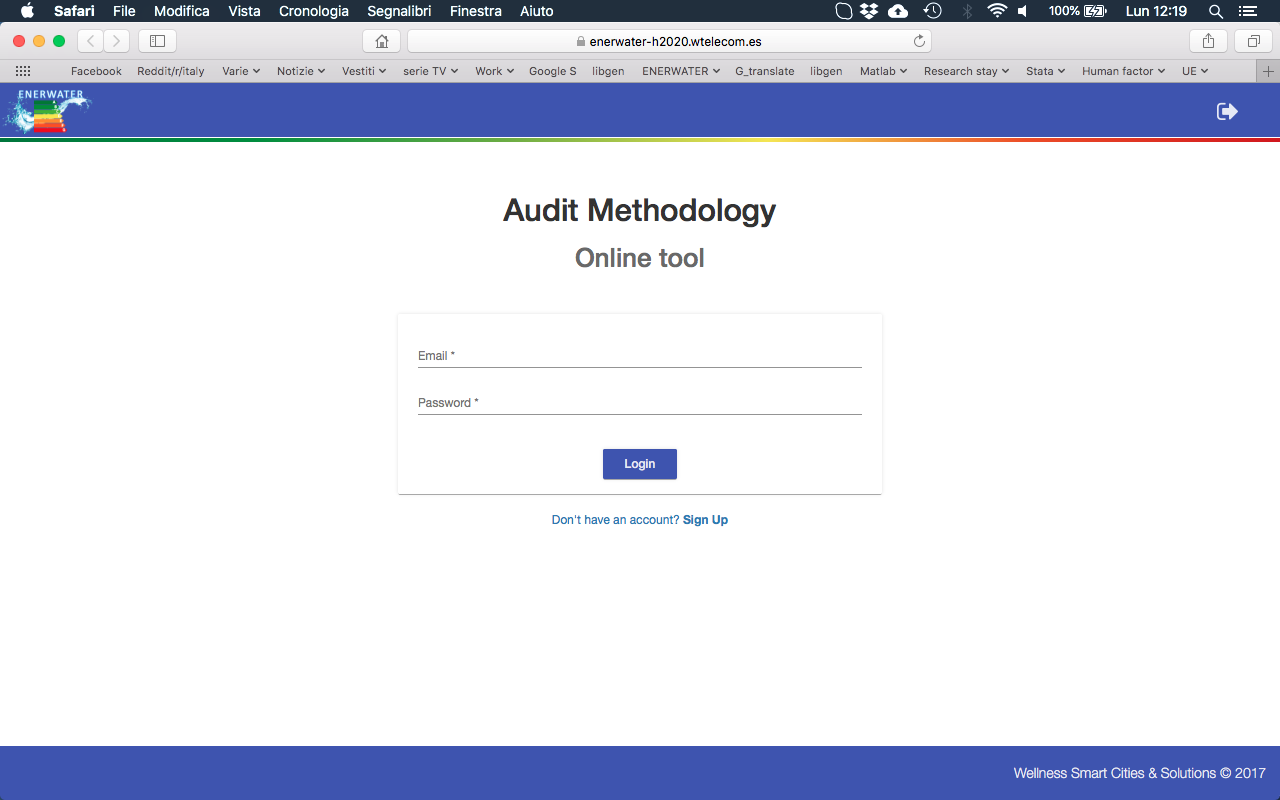 Safari File Modifica Vista Cronologia Segnalibri Finestra Aiuto 100% Lun 12:19
enerwater-h2020.wtelecom.es
Facebook Reddit/r/italy Varie Notizie Vestiti serie TV Work Google S libgen ENERWATER G_translate libgen Matlab Research stay Stata Human factor UE
ENERWATER
Audit Methodology
Online tool
Email *
Password *
Login
Don't have an account? Sign Up
Wellness Smart Cities & Solutions © 2017